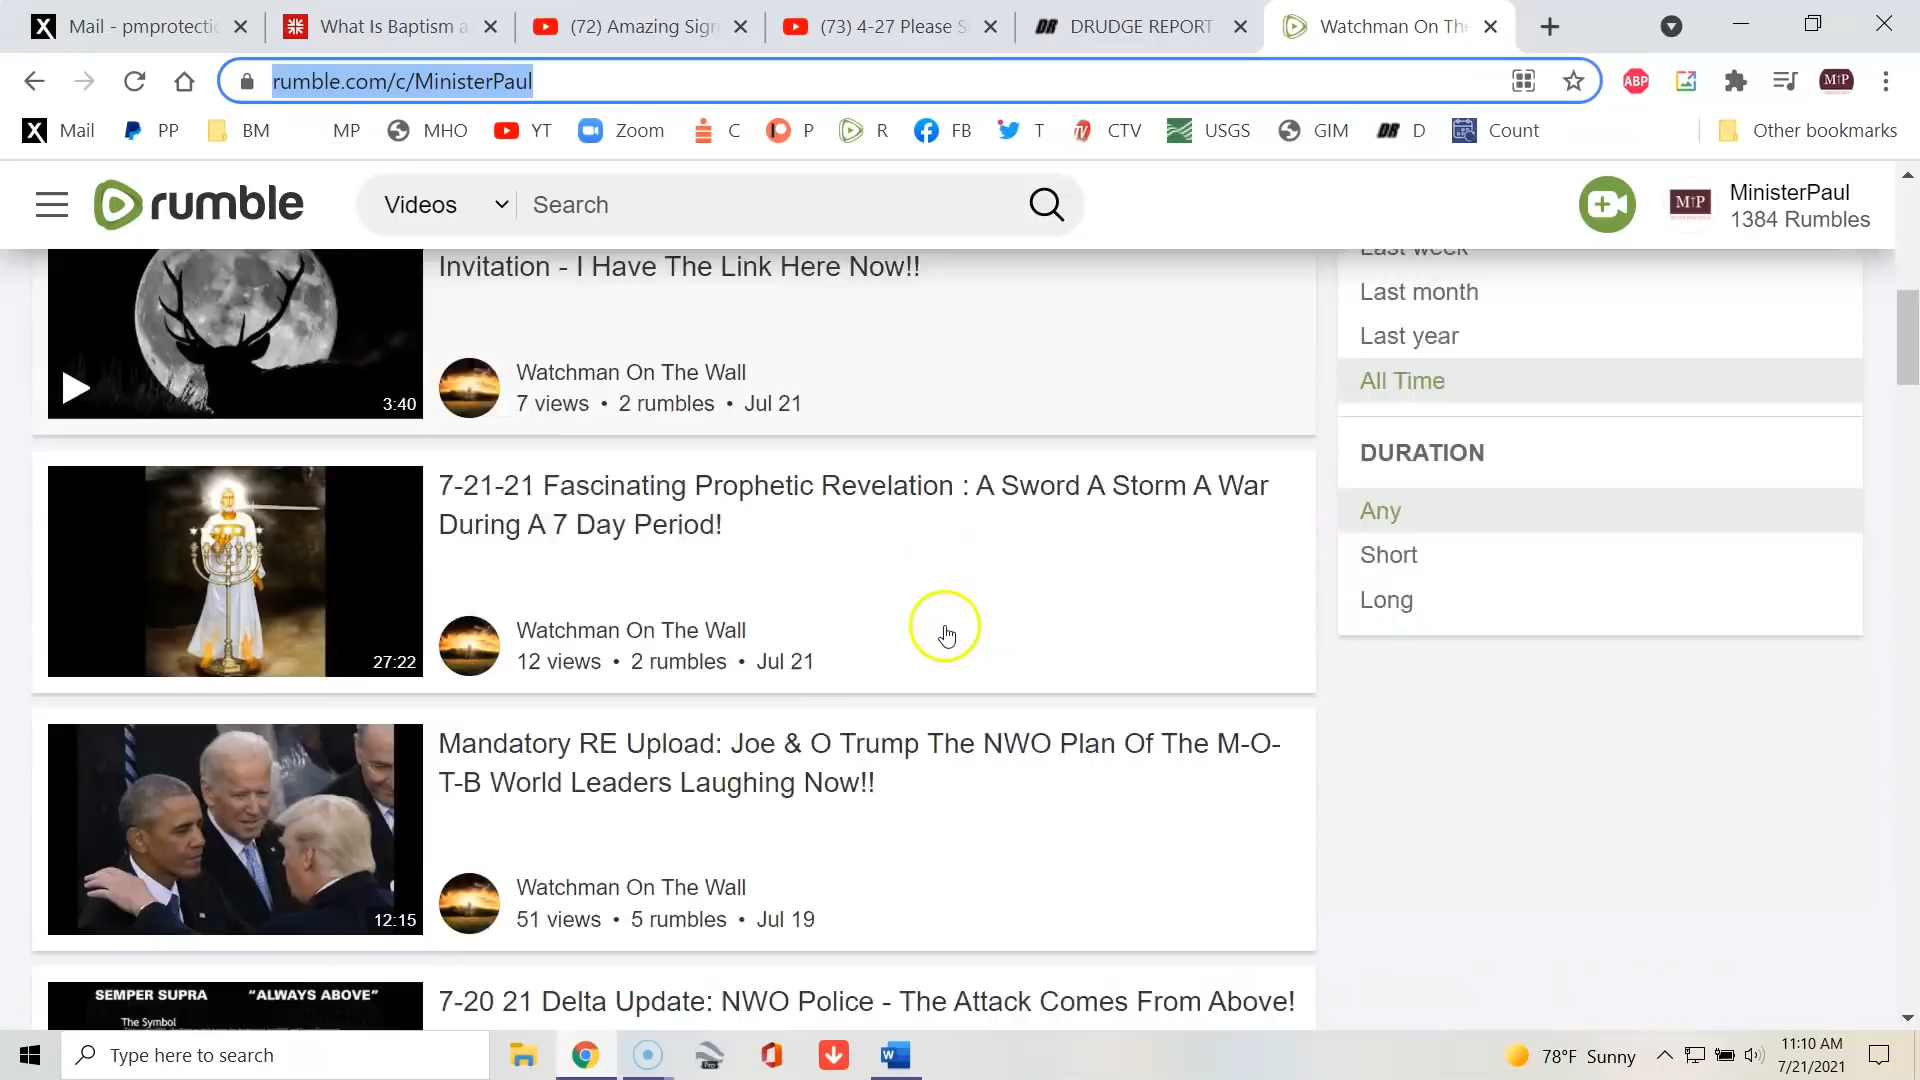 Mail - pmprotectic
What Is Baptism a
(72) Amazing Sign
(73) 4-27 Please S
DRUDGE REPORT
Watchman On The
rumble.com/c/MinisterPaul
ABP
M↑P
Mail
PP
BM
MP
MHO
YT
Zoom
C
P
R
FB
T
CTV
USGS
GIM
DR
D
Count
Other bookmarks
rumble
Videos
Search
M↑P
MinisterPaul
1384 Rumbles
Invitation - I Have The Link Here Now!!
3:40
Watchman On The Wall
7 views • 2 rumbles • Jul 21
7-21-21 Fascinating Prophetic Revelation : A Sword A Storm A War
During A 7 Day Period!
27:22
Watchman On The Wall
12 views • 2 rumbles • Jul 21
Mandatory RE Upload: Joe & O Trump The NWO Plan Of The M-O-
T-B World Leaders Laughing Now!!
12:15
Watchman On The Wall
51 views • 5 rumbles • Jul 19
SEMPER SUPRA "ALWAYS ABOVE"
The Symbol
7-20 21 Delta Update: NWO Police - The Attack Comes From Above!
Last week
Last month
Last year
All Time
DURATION
Any
Short
Long
Type here to search
78°F Sunny
11:10 AM
7/21/2021